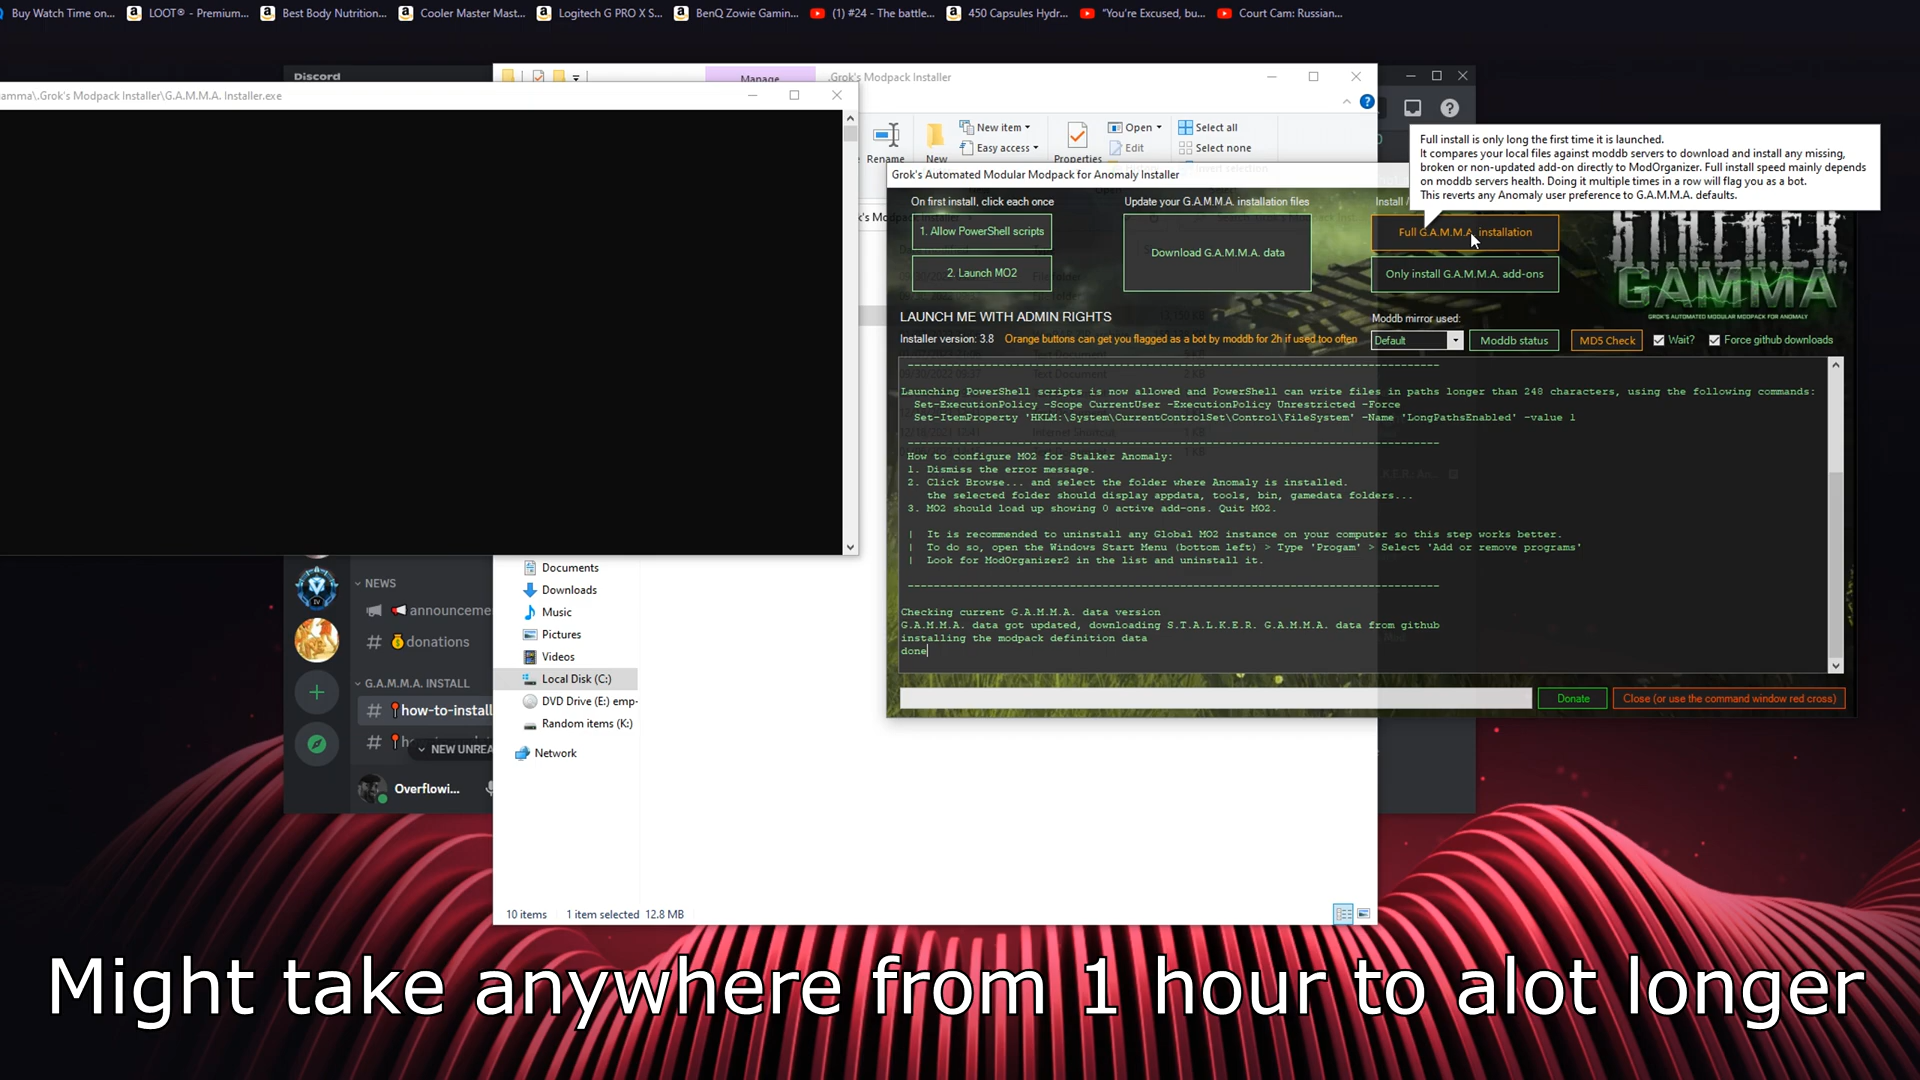 Buy Watch Time on...
LOOT® - Premium...
Best Body Nutrition...
Cooler Master Mast...
Logitech G PRO X S...
BenQ Zowie Gamin...
(1) #24 - The battle...
450 Capsules Hydr...
"You're Excused, bu...
Court Cam: Russian...
Discord
Manage
.Grok's Modpack Installer
amma\.Grok's Modpack Installer\G.A.M.M.A. Installer.exe
Rename
New
New item
Easy access
Properties
Open
Edit
Select all
Select none
Full install is only long the first time it is launched.
It compares your local files against moddb servers to download and install any missing,
broken or non-updated add-on directly to ModOrganizer. Full install speed mainly depends
on moddb servers health. Doing it multiple times in a row will flag you as a bot.
This reverts any Anomaly user preference to G.A.M.M.A. defaults.
Grok's Automated Modular Modpack for Anomaly Installer
On first install, click each once
Update your G.A.M.M.A. installation files
Install /
1. Allow PowerShell scripts
2. Launch MO2
Download G.A.M.M.A. data
Full G.A.M.M.A. installation
Only install G.A.M.M.A. add-ons
STALKER
GAMMA
GROK'S AUTOMATED MODULAR MODPACK FOR ANOMALY
LAUNCH ME WITH ADMIN RIGHTS
Moddb mirror used:
Installer version: 3.8
Orange buttons can get you flagged as a bot by moddb for 2h if used too often
Default
Moddb status
MD5 Check
Wait?
Force github downloads
Launching PowerShell scripts is now allowed and PowerShell can write files in paths longer than 248 characters, using the following commands:
Set-ExecutionPolicy -Scope CurrentUser -ExecutionPolicy Unrestricted -Force
Set-ItemProperty 'HKLM:\System\CurrentControlSet\Control\FileSystem' -Name 'LongPathsEnabled' -value 1
How to configure MO2 for Stalker Anomaly:
1. Dismiss the error message.
2. Click Browse... and select the folder where Anomaly is installed.
the selected folder should display appdata, tools, bin, gamedata folders...
3. MO2 should load up showing 0 active add-ons. Quit MO2.
| It is recommended to uninstall any Global MO2 instance on your computer so this step works better.
| To do so, open the Windows Start Menu (bottom left) > Type 'Progam' > Select 'Add or remove programs'
| Look for ModOrganizer2 in the list and uninstall it.
Checking current G.A.M.M.A. data version
G.A.M.M.A. data got updated, downloading S.T.A.L.K.E.R. G.A.M.M.A. data from github
installing the modpack definition data
done
Donate
Close (or use the command window red cross)
NEWS
announceme
# donations
G.A.M.M.A. INSTALL
# how-to-install
NEW UNREA
Overflowi...
Documents
Downloads
Music
Pictures
Videos
Local Disk (C:)
DVD Drive (E:) emp-
Random items (K:)
Network
10 items
1 item selected 12.8 MB
Might take anywhere from 1 hour to alot longer